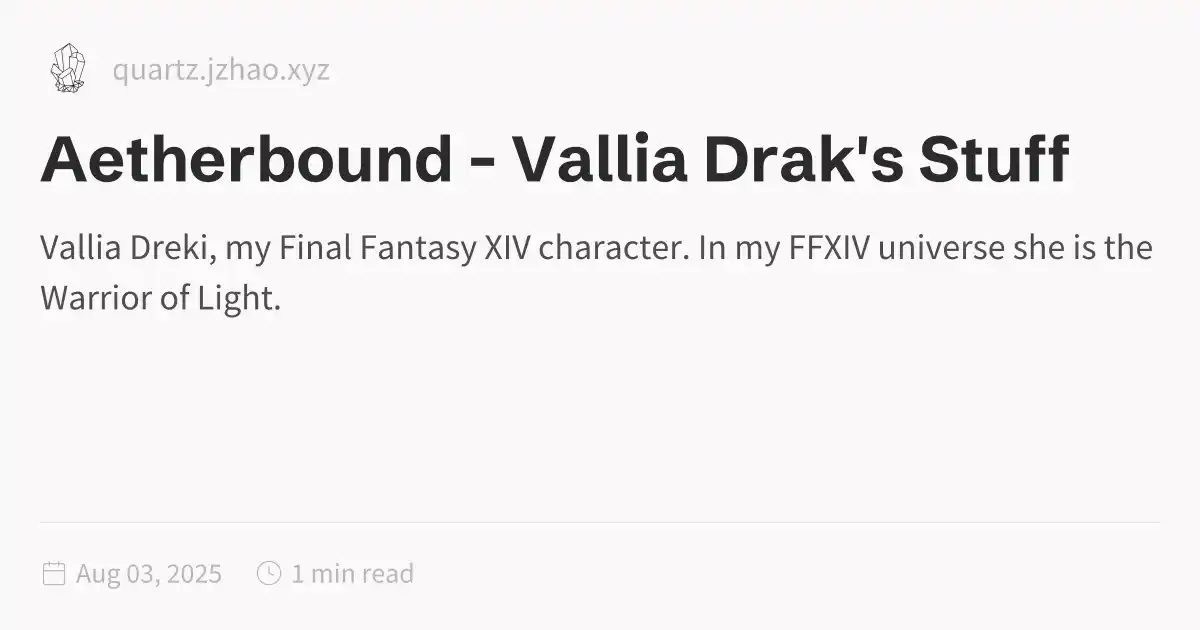 quartz.jzhao.xyz
Aetherbound - Vallia Drak's Stuff
Vallia Dreki, my Final Fantasy XIV character. In my FFXIV universe she is the
Warrior of Light.
Aug 03, 2025 1 min read